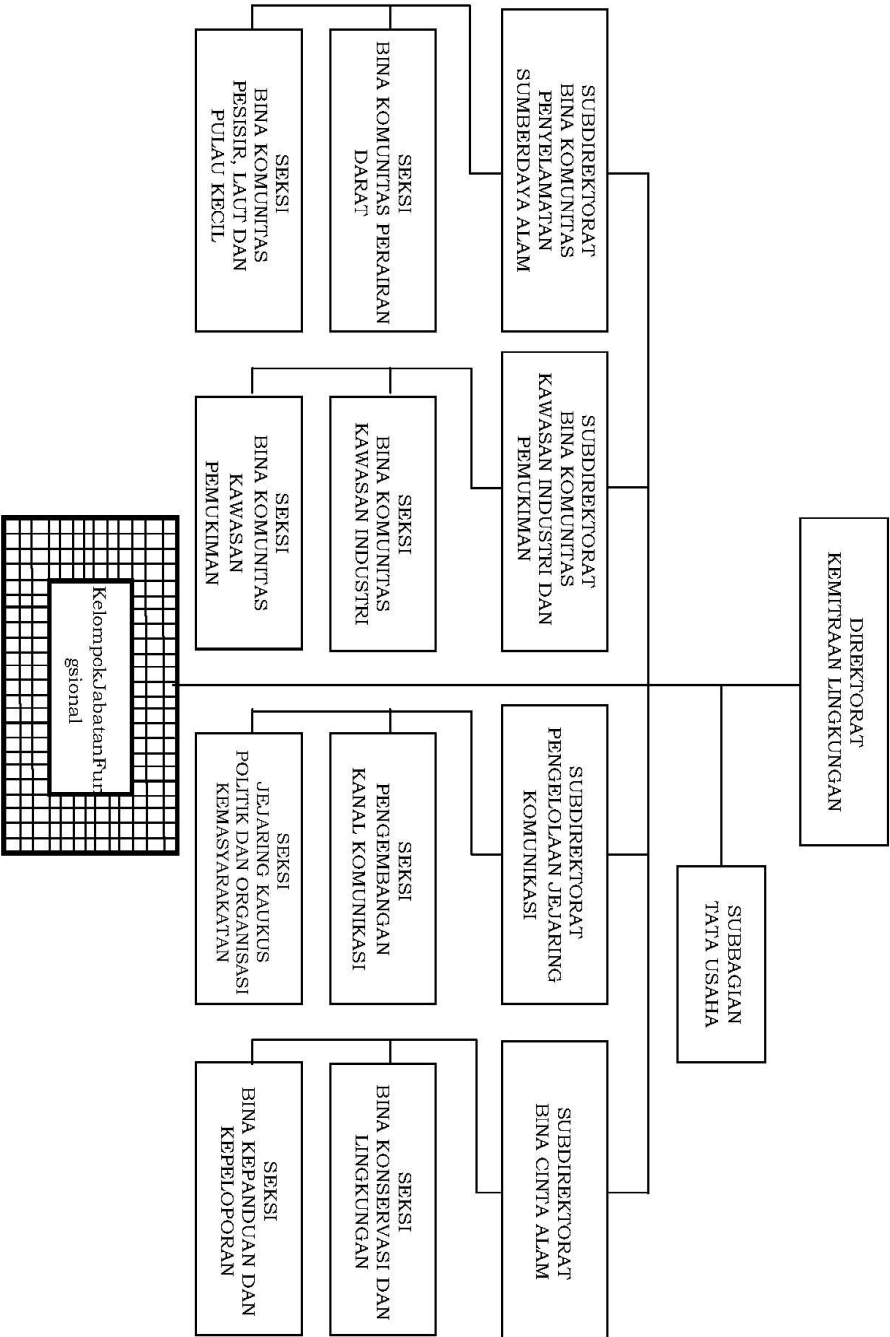 DIREKTORAT
KEMITRAAN LINGKUNGAN
SUBBAGIAN
TATA USAHA
SUBDIREKTORAT
BINA KOMUNITAS
PENYELAMATAN
SUMBERDAYA ALAM
SUBDIREKTORAT
BINA KOMUNITAS
KAWASAN INDUSTRI DAN
PEMUKIMAN
SUBDIREKTORAT
PENGELOLAAN JEJARING
KOMUNIKASI
SUBDIREKTORAT
BINA CINTA ALAM
SEKSI
BINA KOMUNITAS PERAIRAN
DARAT
SEKSI
BINA KOMUNITAS
KAWASAN INDUSTRI
SEKSI
PENGEMBANGAN
KANAL KOMUNIKASI
SEKSI
BINA KONSERVASI DAN
LINGKUNGAN
SEKSI
BINA KOMUNITAS
PESISIR, LAUT DAN
PULAU KECIL
SEKSI
BINA KOMUNITAS
KAWASAN
PEMUKIMAN
SEKSI
JEJARING KAUKUS
POLITIK DAN ORGANISASI
KEMASYARAKATAN
SEKSI
BINA KEPANDUAN DAN
KEPELOPORAN
KelompckJabatanFun
gsional